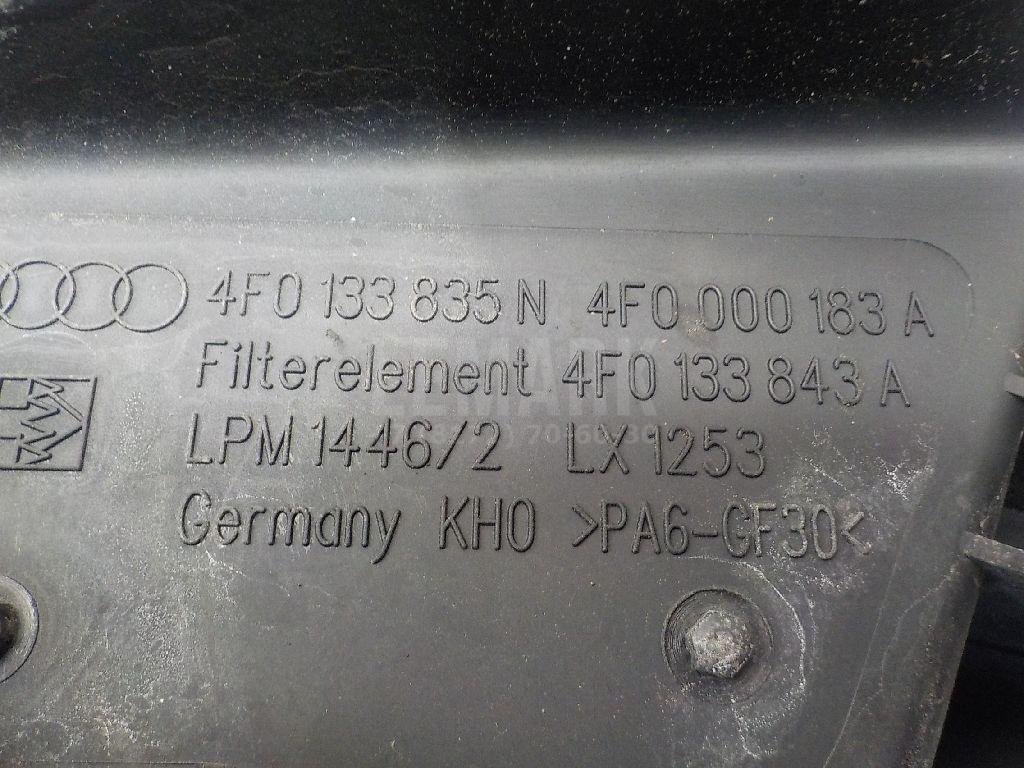 4F0 133 835 N 4F0 000 183 A
Filterelement 4F0 133 843 A
LPM 1446/2 LX 1253
Germany KH0 >PA6-GF30<